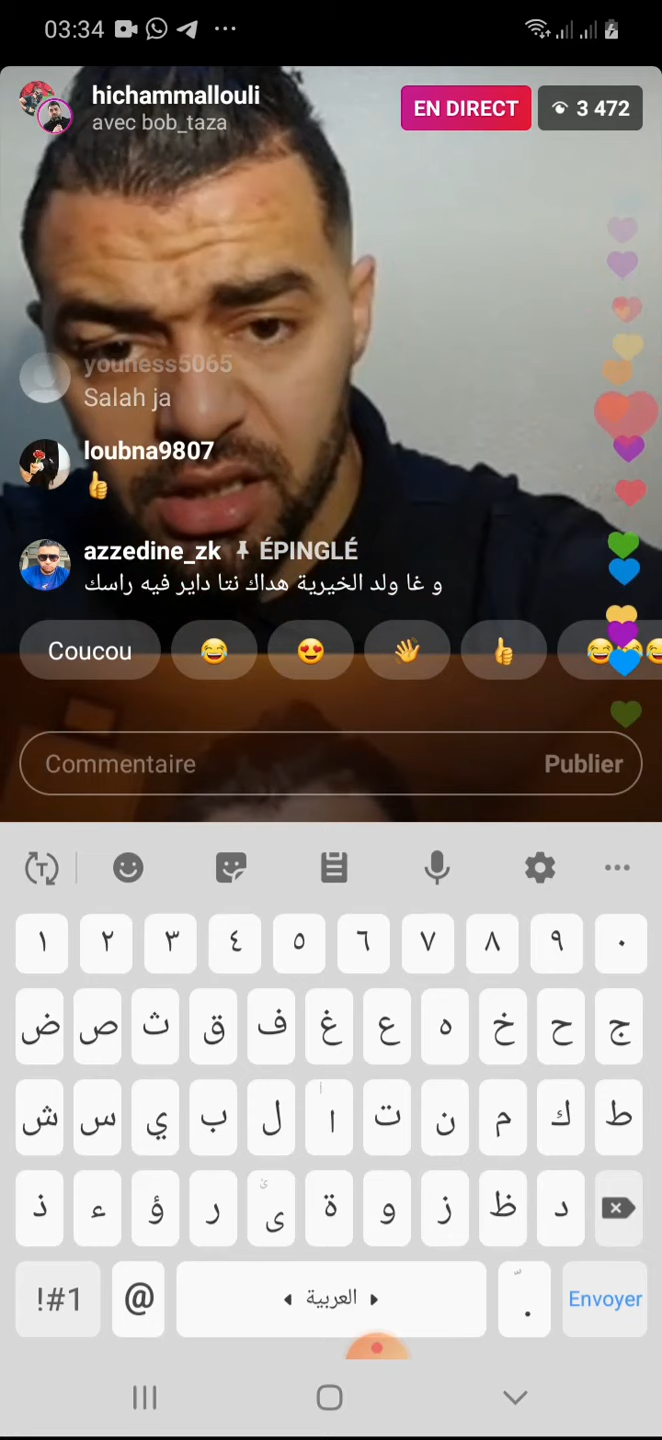 03:34
hichammallouli
avec bob_taza
EN DIRECT
3 472
youness5065
Salah ja
loubna9807
azzedine_zk ÉPINGLÉ
و غا ولد الخيرية هداك نتا داير فيه راسك
Coucou
Commentaire
Publier
T
١ ٢ ٣ ٤ ٥ ٦ ٧ ٨ ٩ ٠
ض ص ث ق ف غ ع ه خ ح ج
ش س ي ب ل ا ت ن م ك ط
ذ ء ؤ ر ى ة و ز ظ د
!#1 @ العربية . Envoyer